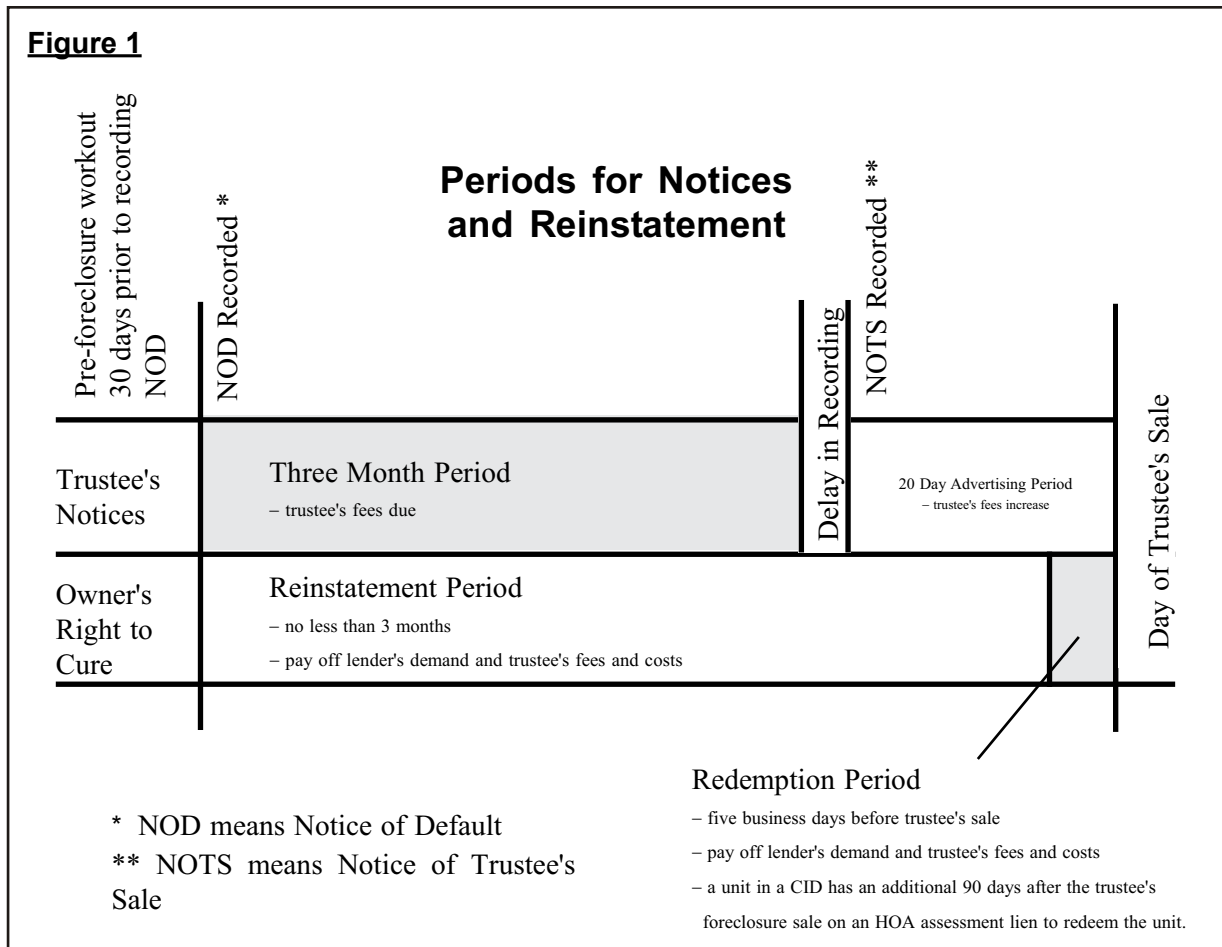 Figure 1
Pre-foreclosure workout
30 days prior to recording
NOD
NOD Recorded *
Periods for Notices
and Reinstatement
Delay in Recording
NOTS Recorded **
Day of Trustee's Sale
Trustee's
Notices
Three Month Period
– trustee's fees due
20 Day Advertising Period
– trustee's fees increase
Owner's
Right to
Cure
Reinstatement Period
– no less than 3 months
– pay off lender's demand and trustee's fees and costs
Redemption Period
– five business days before trustee's sale
– pay off lender's demand and trustee's fees and costs
– a unit in a CID has an additional 90 days after the trustee's
foreclosure sale on an HOA assessment lien to redeem the unit.
* NOD means Notice of Default
** NOTS means Notice of Trustee's
Sale